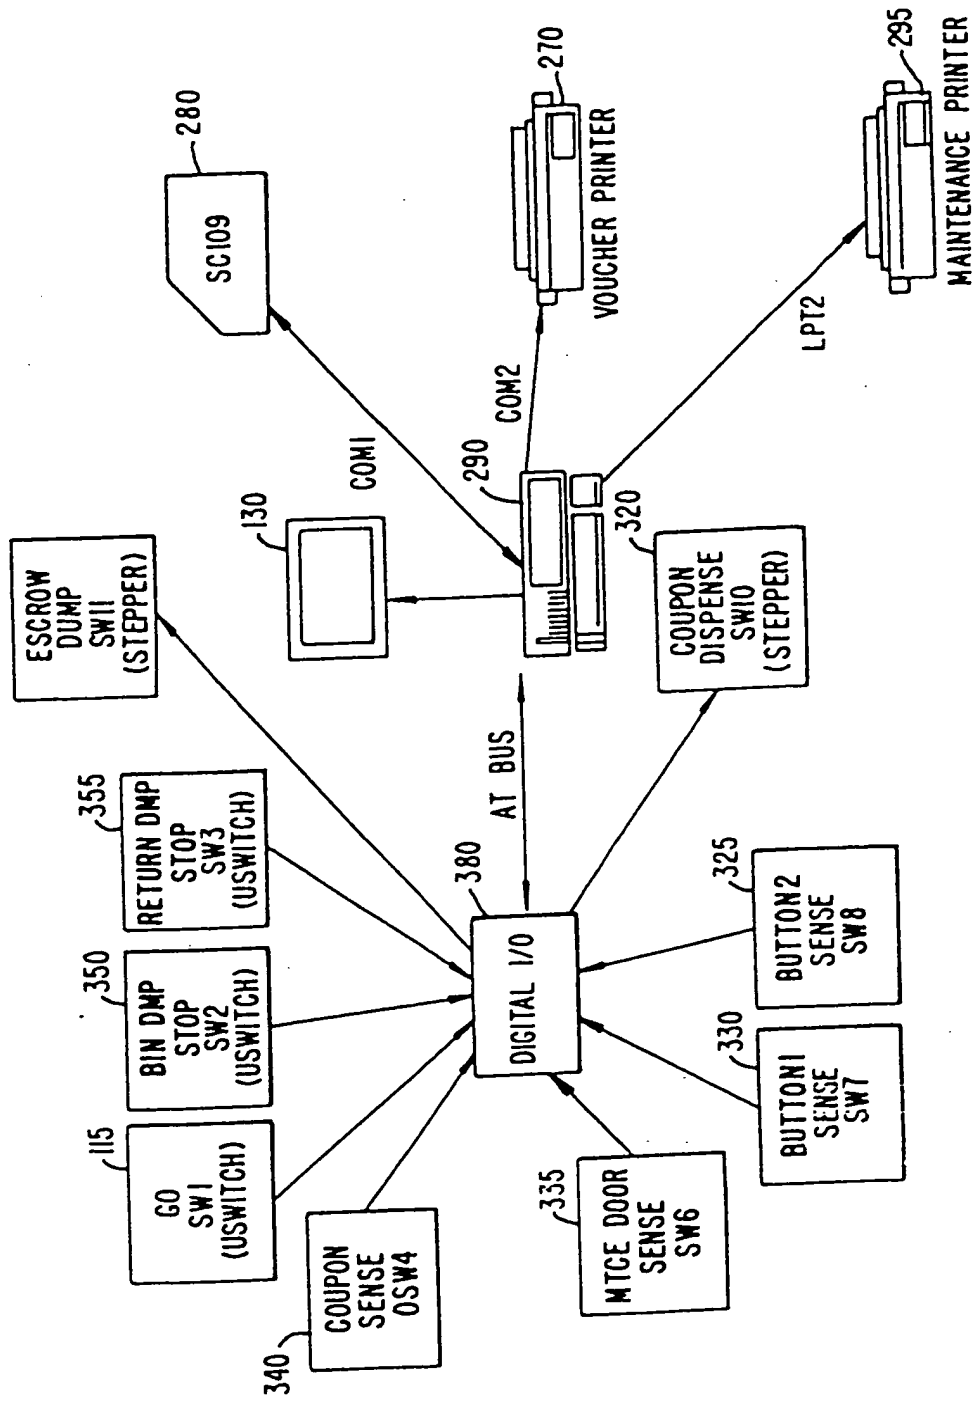 ESCROW
DUMP
SW11
(STEPPER)
355
RETURN DMP
STOP
SW3
(USWITCH)
350
BIN DMP
STOP
SW2
(USWITCH)
115
GO
SW1
(USWITCH)
340
COUPON
SENSE
OSW4
280
SC109
COM1
130
290
COM2
270
VOUCHER PRINTER
AT BUS
380
DIGITAL I/O
LPT2
295
MAINTENANCE PRINTER
320
COUPON
DISPENSE
SW10
(STEPPER)
335
MTCE DOOR
SENSE
SW6
330
BUTTON1
SENSE
SW7
325
BUTTON2
SENSE
SW8